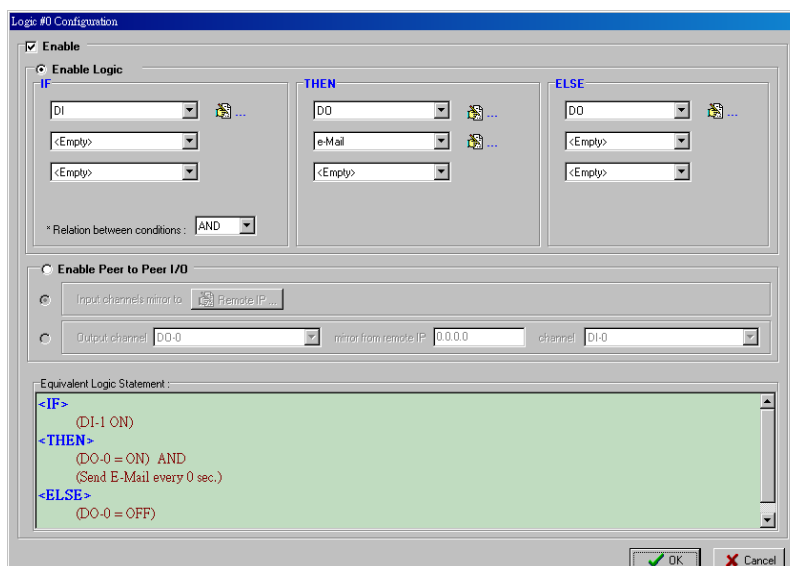 Logic #0 Configuration
Enable
Enable Logic
IF
THEN
ELSE
DI ...
DO ...
DO ...
<Empty>
e-Mail ...
<Empty>
<Empty>
<Empty>
<Empty>
* Relation between conditions : AND
Enable Peer to Peer I/O
Input channels mirror to Remote IP ...
Output channel DO-0 mirror from remote IP 0.0.0.0 channel DI-0
Equivalent Logic Statement :
<IF>
(DI-1 ON)
<THEN>
(DO-0 = ON) AND
(Send E-Mail every 0 sec.)
<ELSE>
(DO-0 = OFF)
OK Cancel